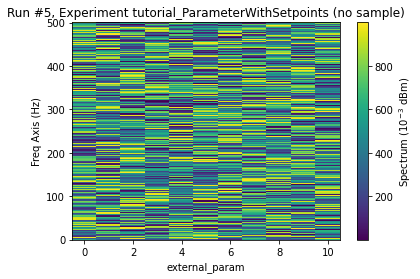 Run #5, Experiment tutorial_ParameterWithSetpoints (no sample)
500
400
300
200
100
0
Freq Axis (Hz)
0 2 4 6 8 10
external_param
800
600
400
200
Spectrum (10⁻³ dBm)